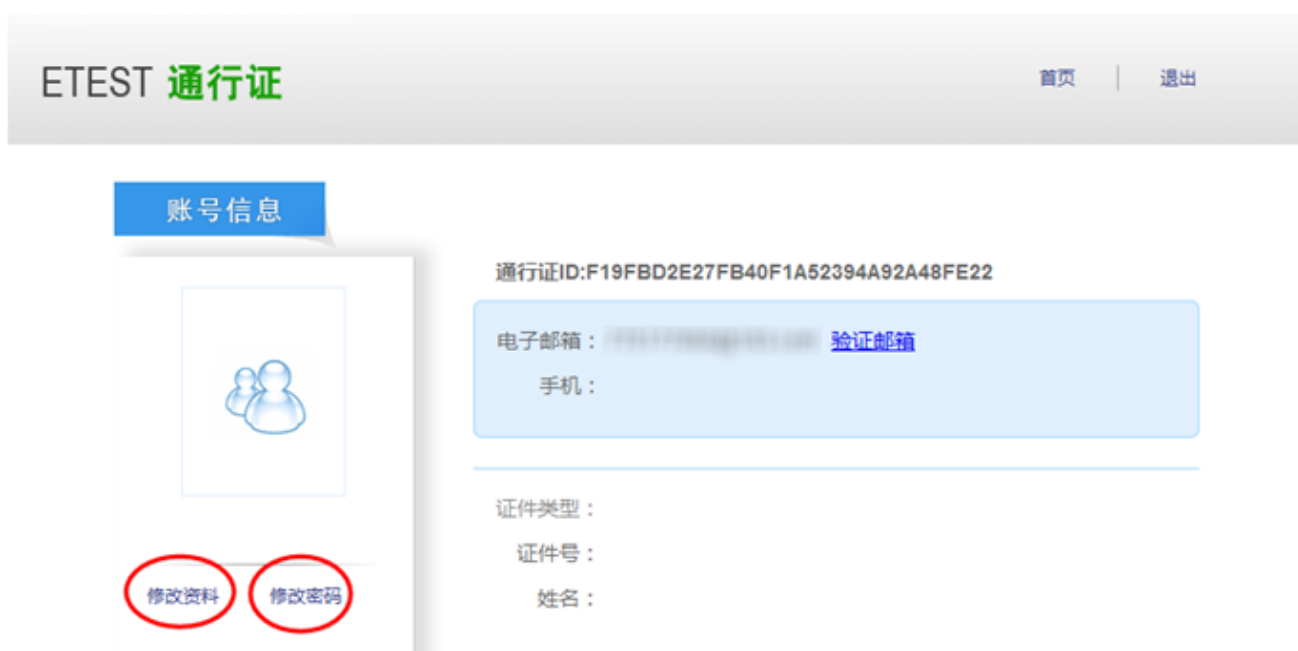 ETEST 通行证
首页 | 退出
账号信息
通行证ID:F19FBD2E27FB40F1A52394A92A48FE22
电子邮箱： 验证邮箱
手机：
证件类型：
证件号：
姓名：
修改资料 修改密码